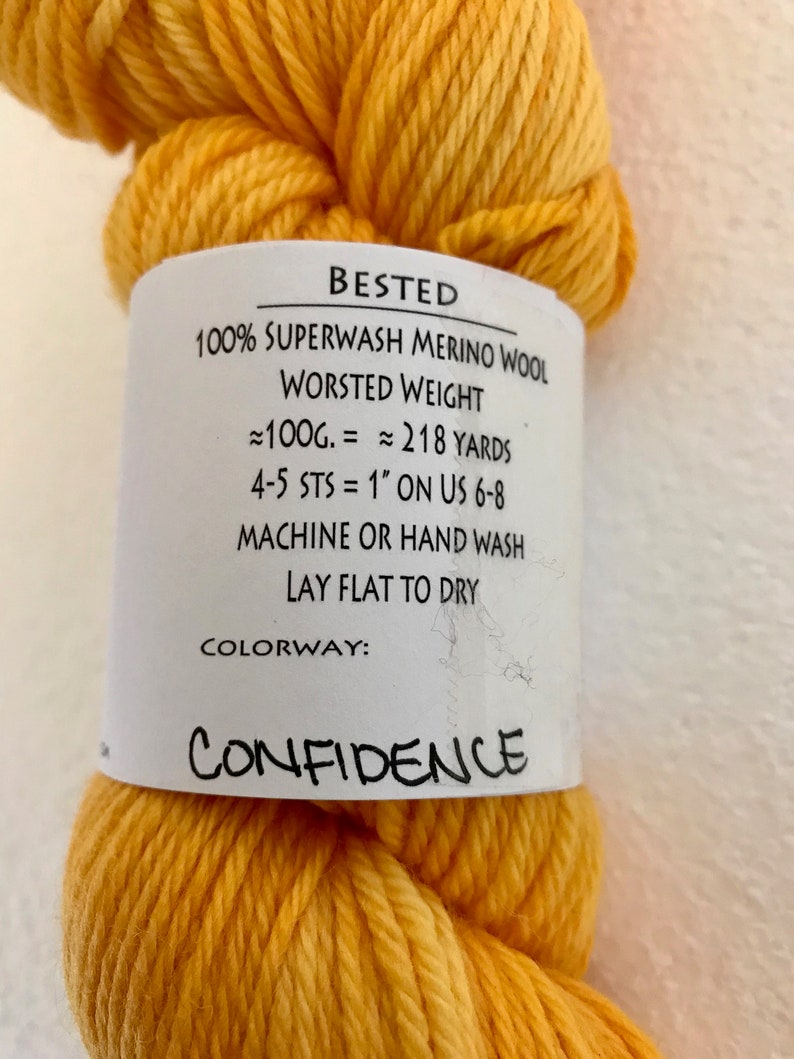 BESTED
100% SUPERWASH MERINO WOOL
WORSTED WEIGHT
≈100G. = ≈ 218 YARDS
4-5 STS = 1" ON US 6-8
MACHINE OR HAND WASH
LAY FLAT TO DRY
COLORWAY:
CONFIDENCE